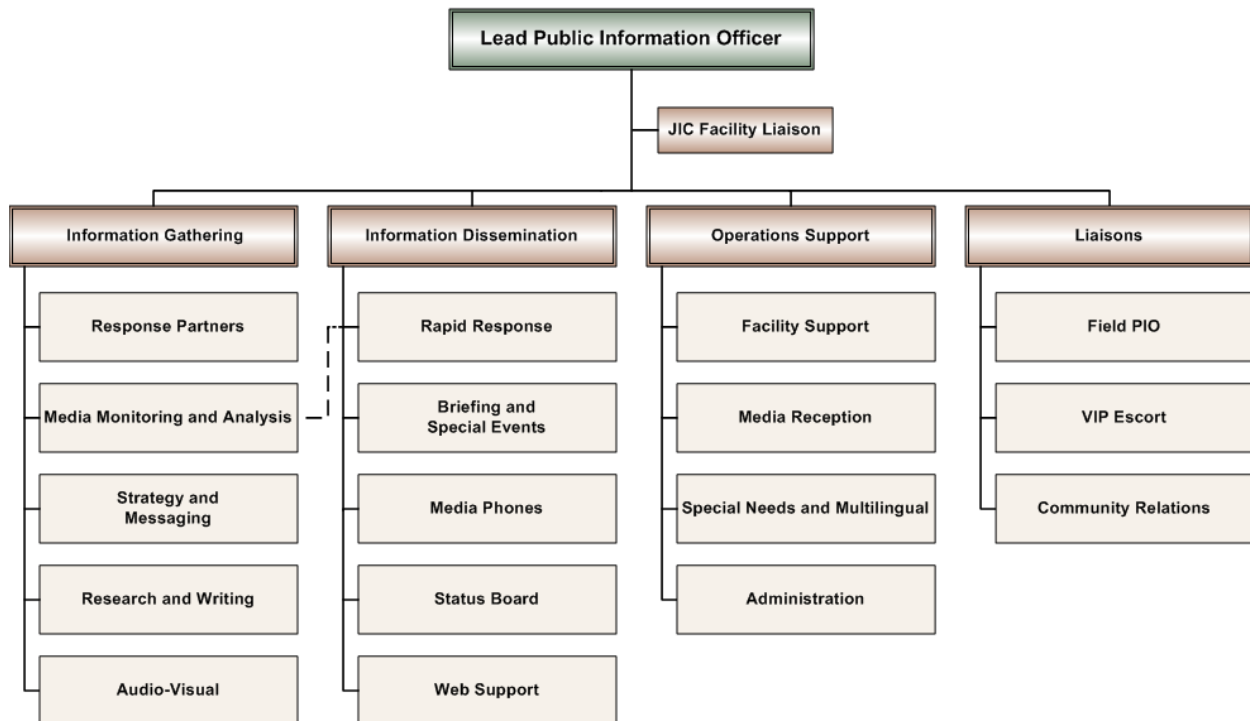 Lead Public Information Officer
JIC Facility Liaison
Information Gathering
Response Partners
Media Monitoring and Analysis
Strategy and
Messaging
Research and Writing
Audio-Visual
Information Dissemination
Rapid Response
Briefing and
Special Events
Media Phones
Status Board
Web Support
Operations Support
Facility Support
Media Reception
Special Needs and Multilingual
Administration
Liaisons
Field PIO
VIP Escort
Community Relations